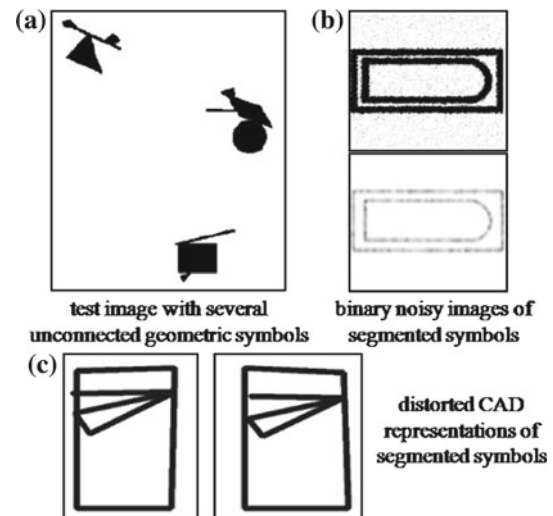 (a)
(b)
test image with several
unconnected geometric symbols
binary noisy images of
segmented symbols
(c)
distorted CAD
representations of
segmented symbols